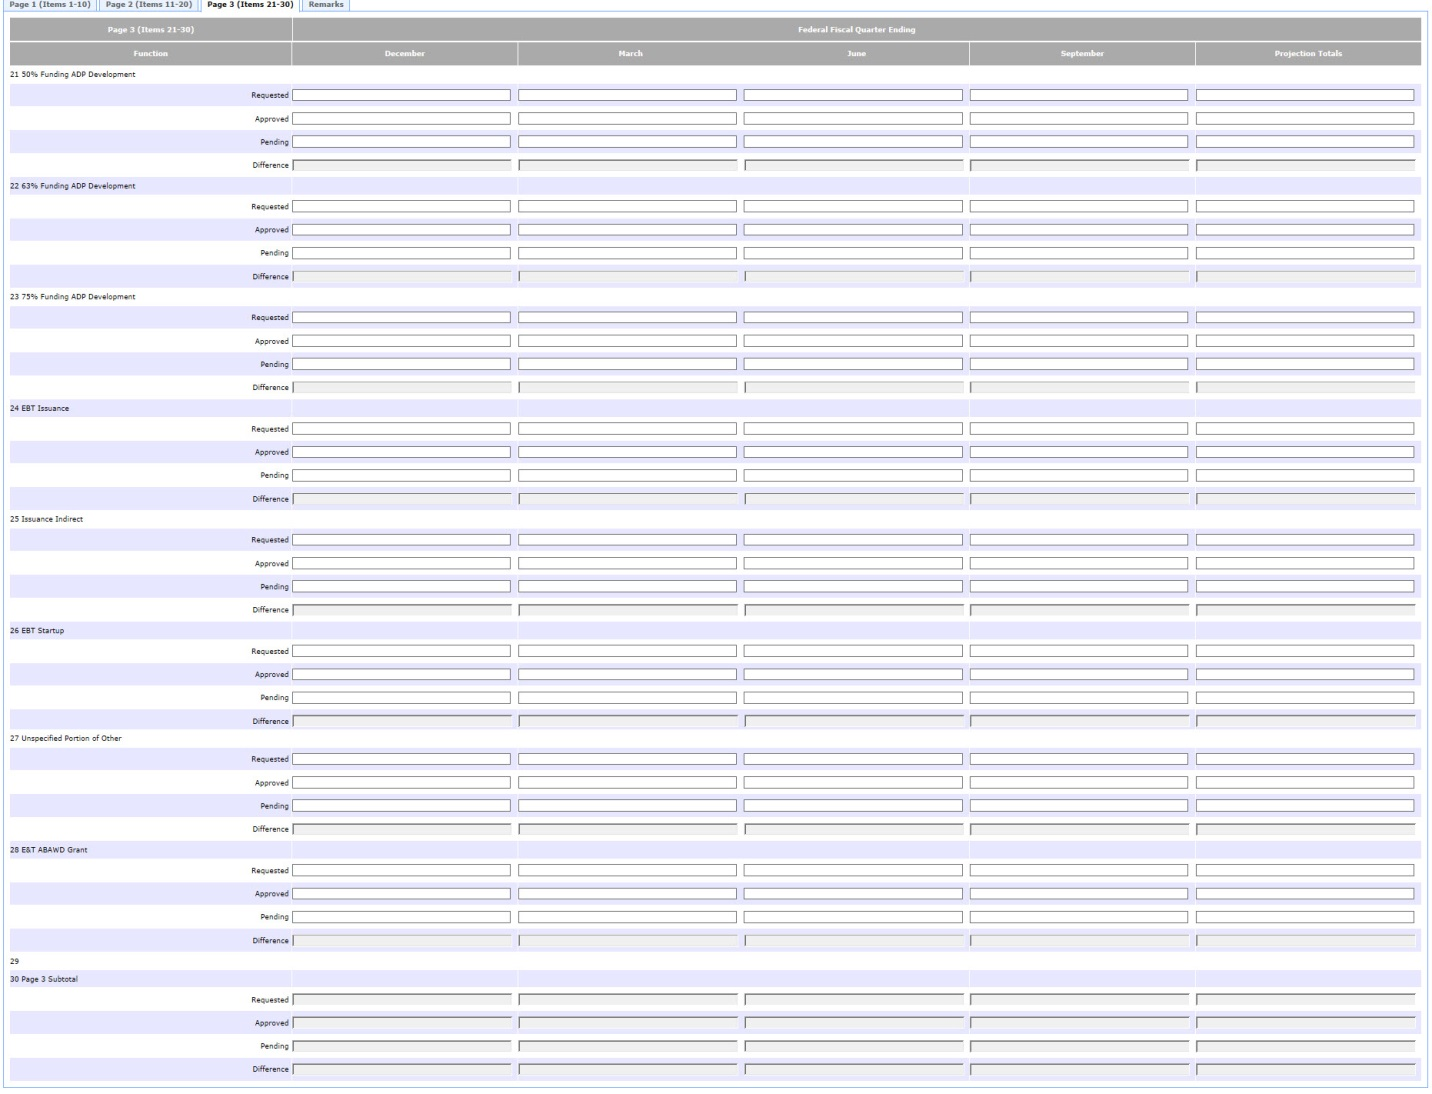 Page 1 (Items 1-10) Page 2 (Items 11-20) Page 3 (Items 21-30) Remarks
Page 3 (Items 21-30) Federal Fiscal Quarter Ending
Function December March June September Projection Totals
21 50% Funding ADP Development
Requested
Approved
Pending
Difference
22 63% Funding ADP Development
Requested
Approved
Pending
Difference
23 75% Funding ADP Development
Requested
Approved
Pending
Difference
24 EBT Issuance
Requested
Approved
Pending
Difference
25 Issuance Indirect
Requested
Approved
Pending
Difference
26 EBT Startup
Requested
Approved
Pending
Difference
27 Unspecified Portion of Other
Requested
Approved
Pending
Difference
28 E&T ABAWD Grant
Requested
Approved
Pending
Difference
29
30 Page 3 Subtotal
Requested
Approved
Pending
Difference